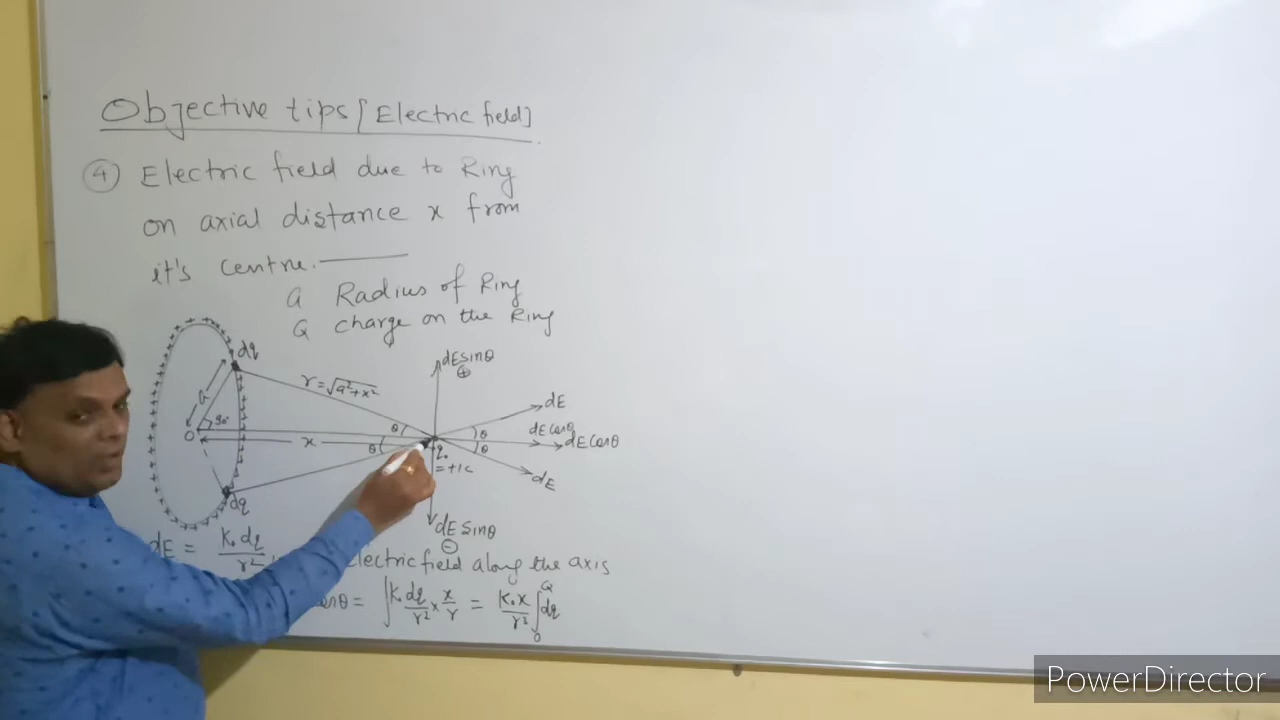 Objective tips [Electric field]
4 Electric field due to Ring
on axial distance x from
it's centre.
a Radius of Ring
Q charge on the Ring
dq
dE sinθ
⊕
r = √a²+x²
a
90°
θ
dE
dE cosθ
θ
O
x
θ
θ
dE cosθ
q₀
= +1C
dE
dq
dE sinθ
⊖
dE = K.dq/r²
electric field along the axis
cosθ = ∫K.dq/r² × x/r = K.x/r³ ∫₀^Q dq
PowerDirector